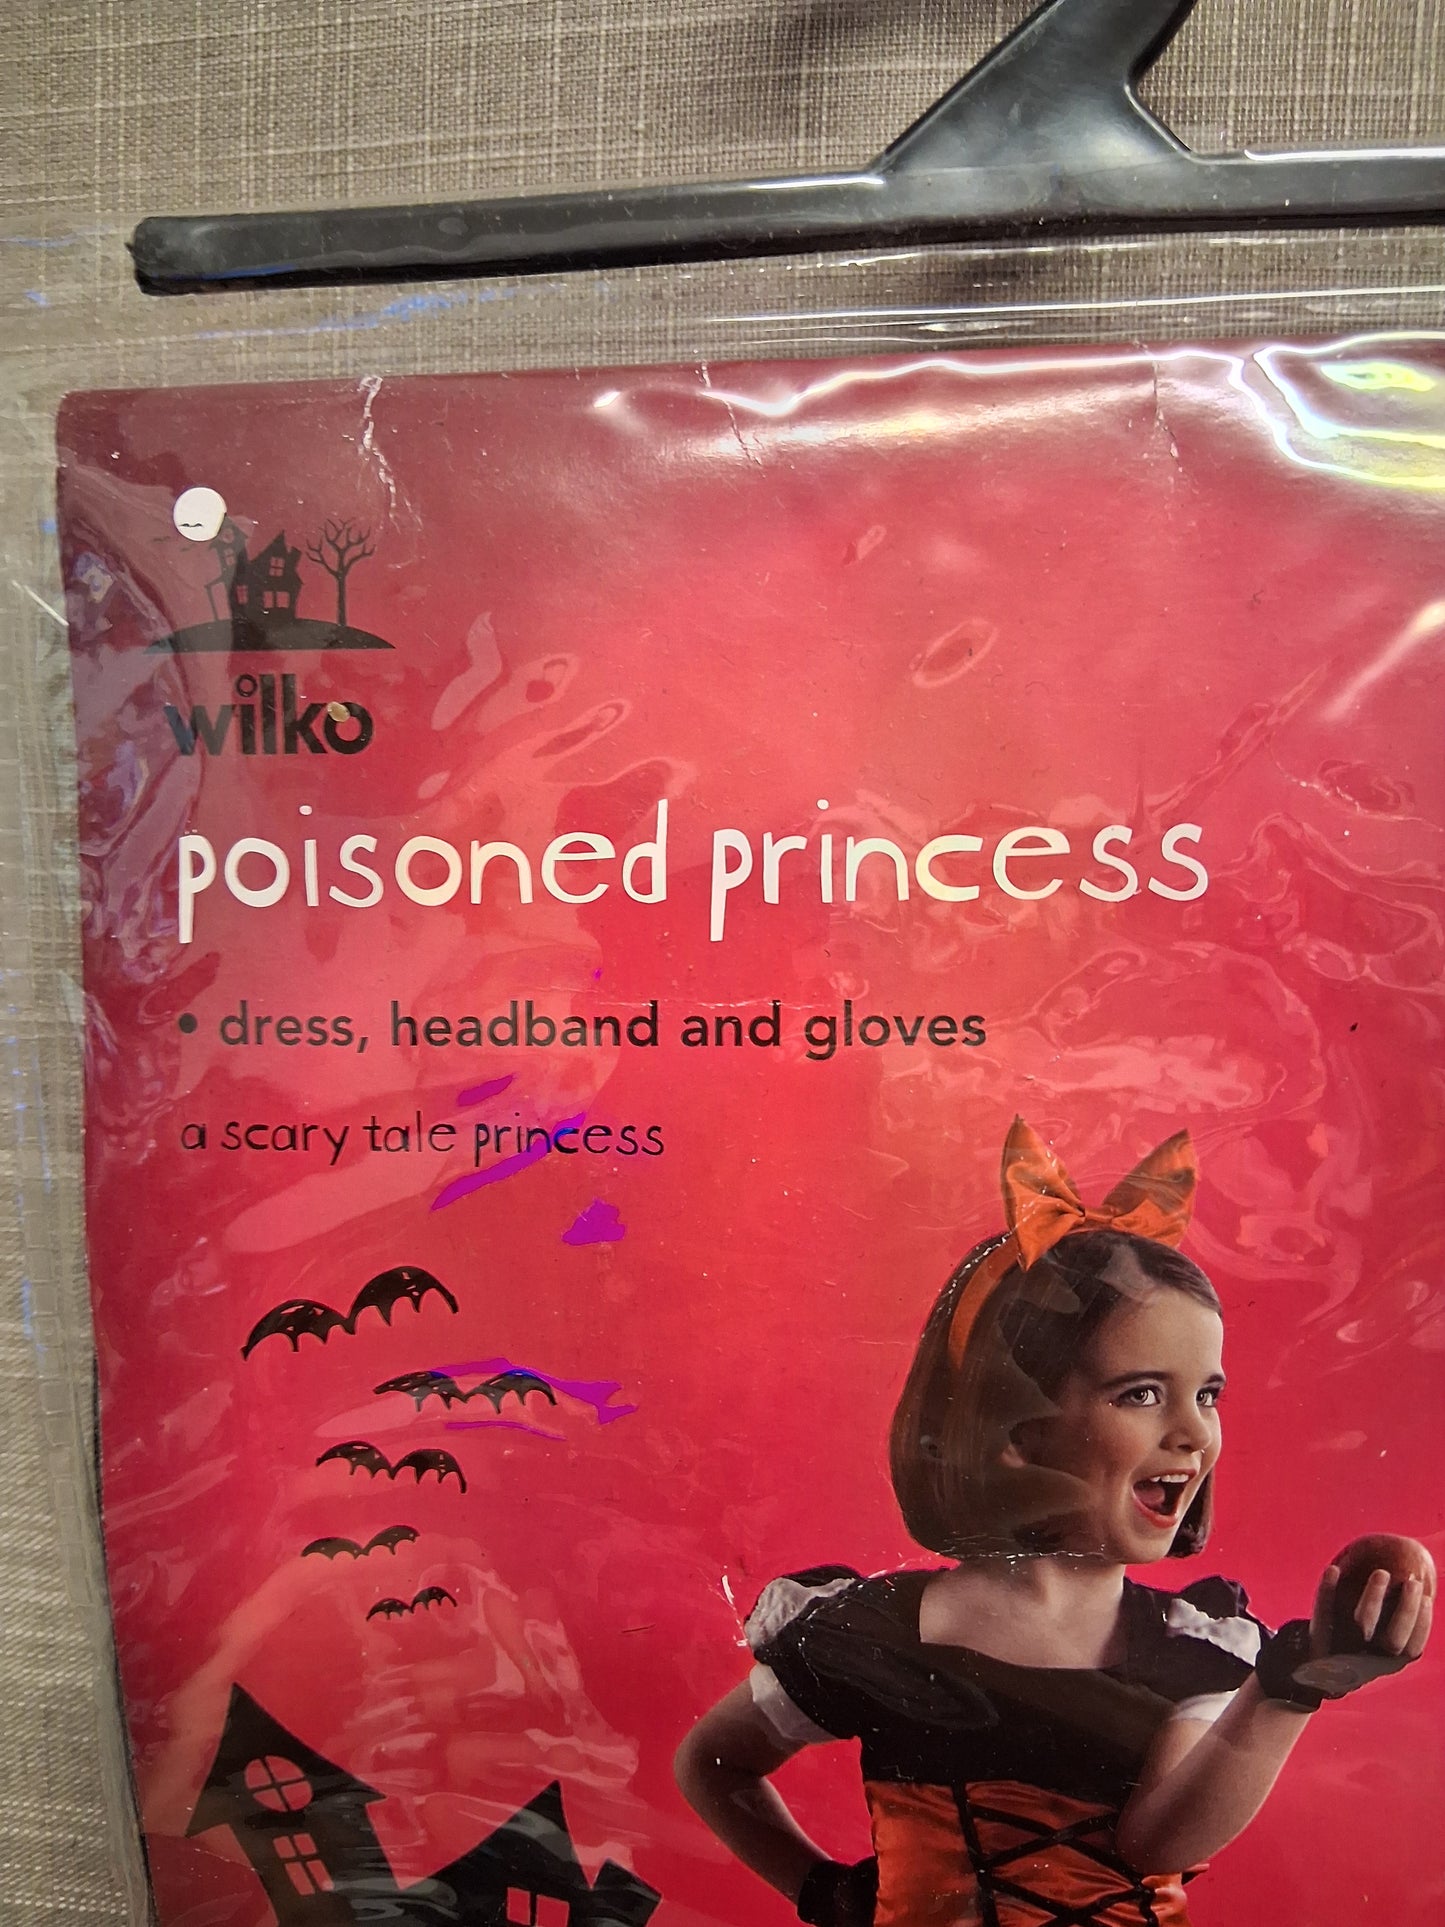 wilko
poisoned princess
• dress, headband and gloves
a scary tale princess